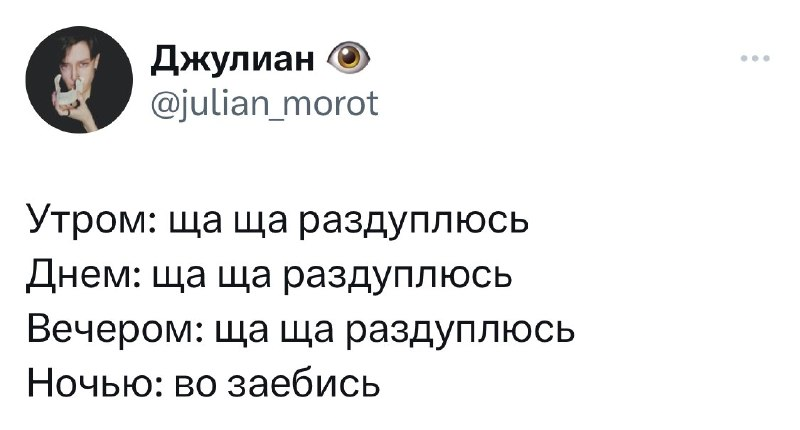 Джулиан 👁️
@julian_morot
Утром: ща ща раздуплюсь
Днем: ща ща раздуплюсь
Вечером: ща ща раздуплюсь
Ночью: во заебись